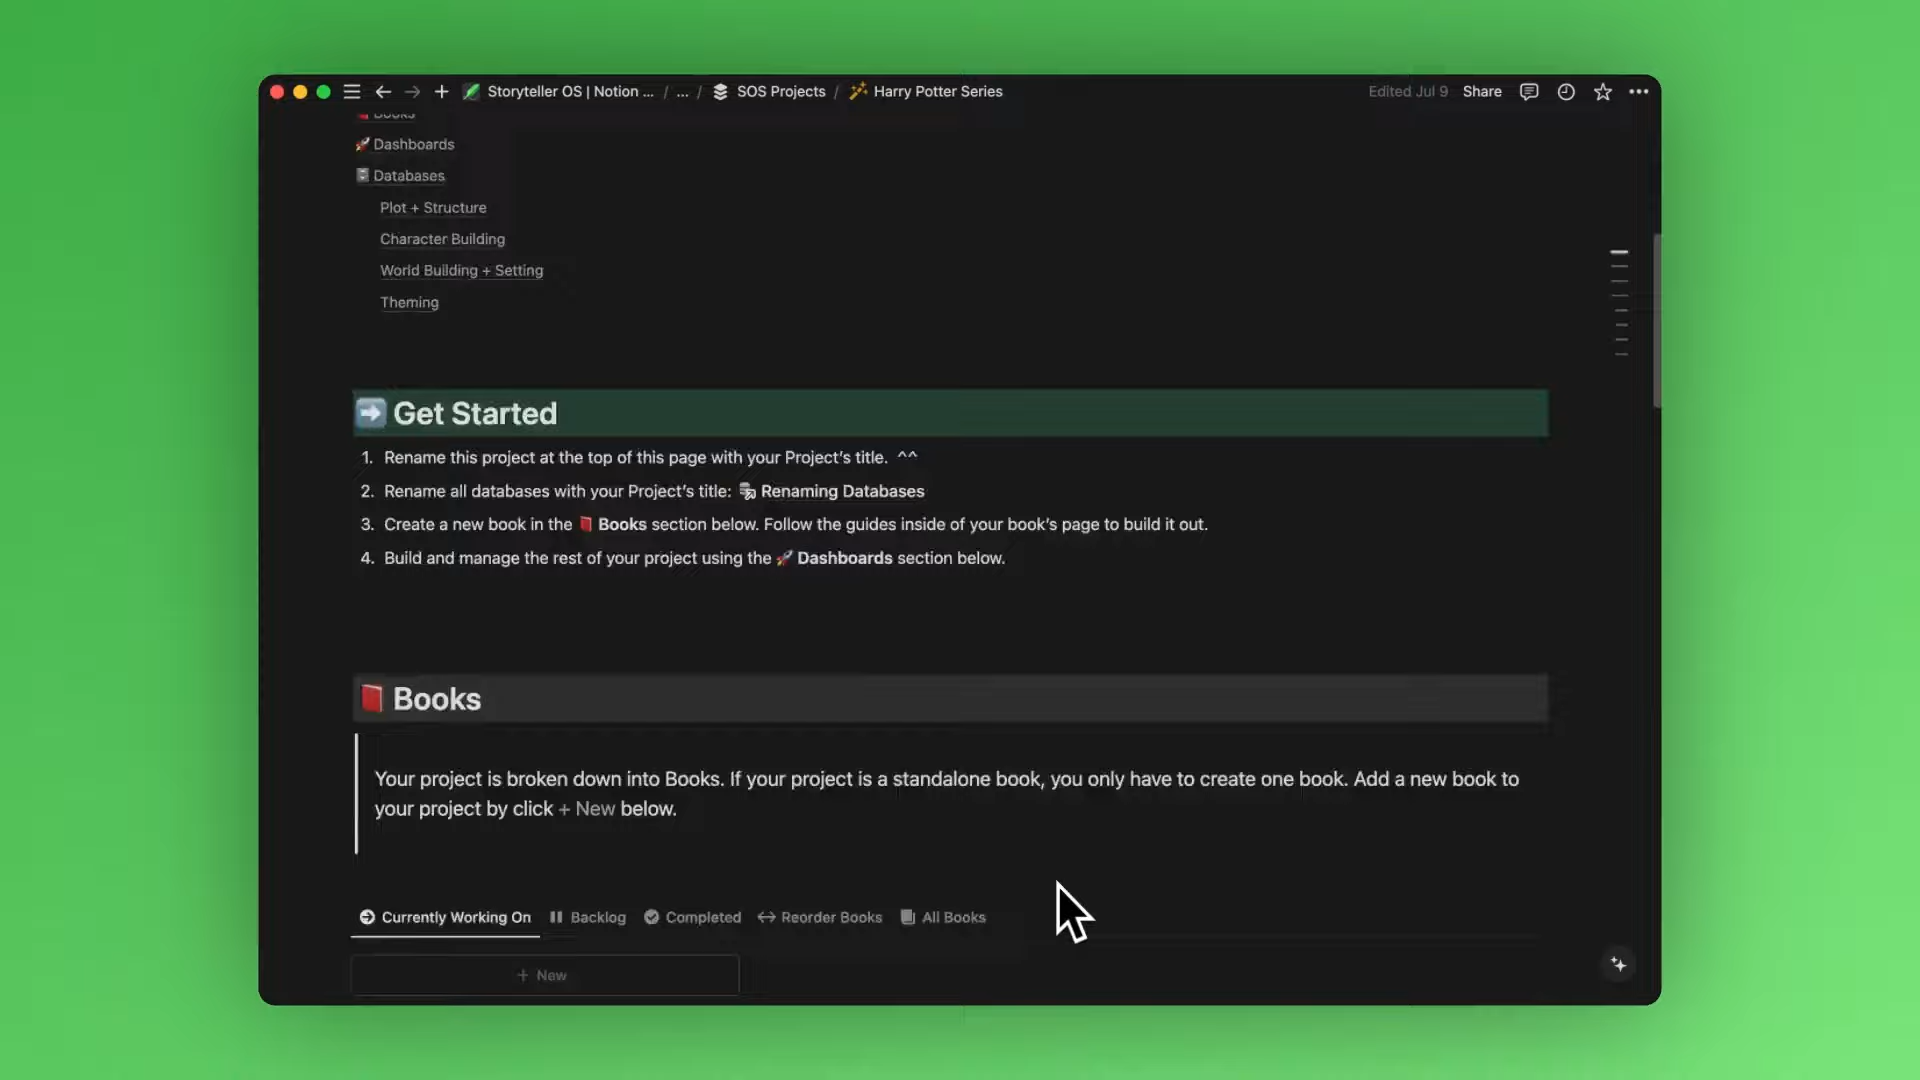 Storyteller OS | Notion ... / ... / SOS Projects / Harry Potter Series
Edited Jul 9 Share
Books
Dashboards
Databases
Plot + Structure
Character Building
World Building + Setting
Theming
Get Started
1. Rename this project at the top of this page with your Project's title. ^^
2. Rename all databases with your Project's title: Renaming Databases
3. Create a new book in the Books section below. Follow the guides inside of your book's page to build it out.
4. Build and manage the rest of your project using the Dashboards section below.
Books
Your project is broken down into Books. If your project is a standalone book, you only have to create one book. Add a new book to
your project by click + New below.
Currently Working On Backlog Completed Reorder Books All Books
+ New